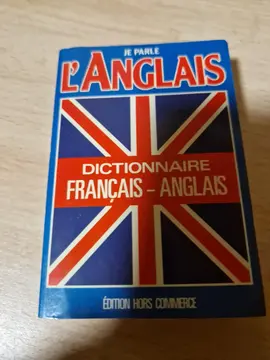 JE PARLE
L'ANGLAIS
DICTIONNAIRE
FRANÇAIS - ANGLAIS
ÉDITION HORS COMMERCE